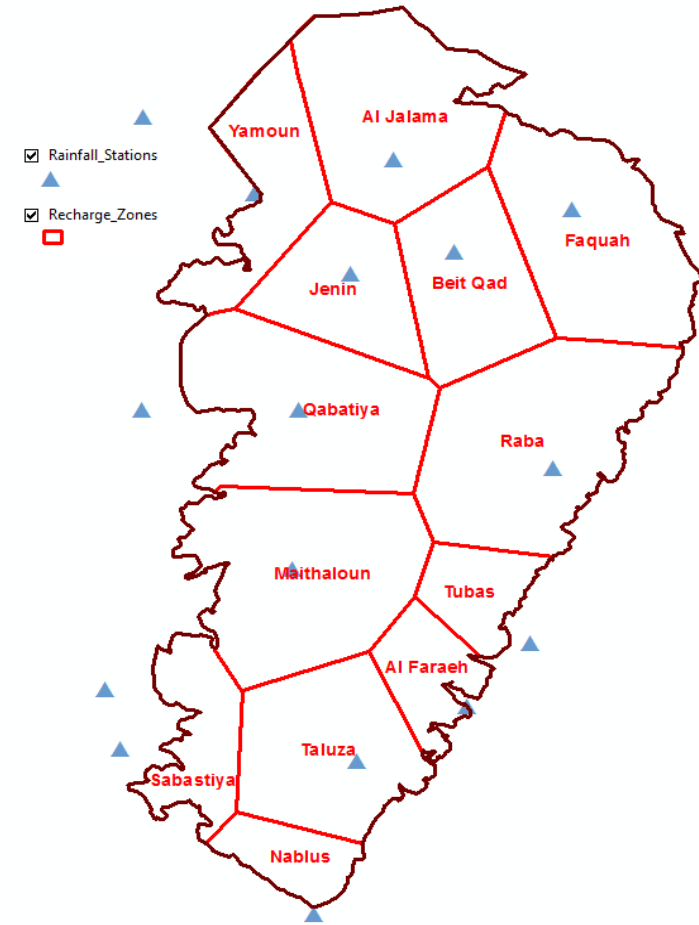 Al Jalama
Yamoun
Rainfall_Stations
Recharge_Zones
Faquah
Jenin
Beit Qad
Qabatiya
Raba
Maithaloun
Tubas
Al Faraeh
Taluza
Sabastiya
Nablus